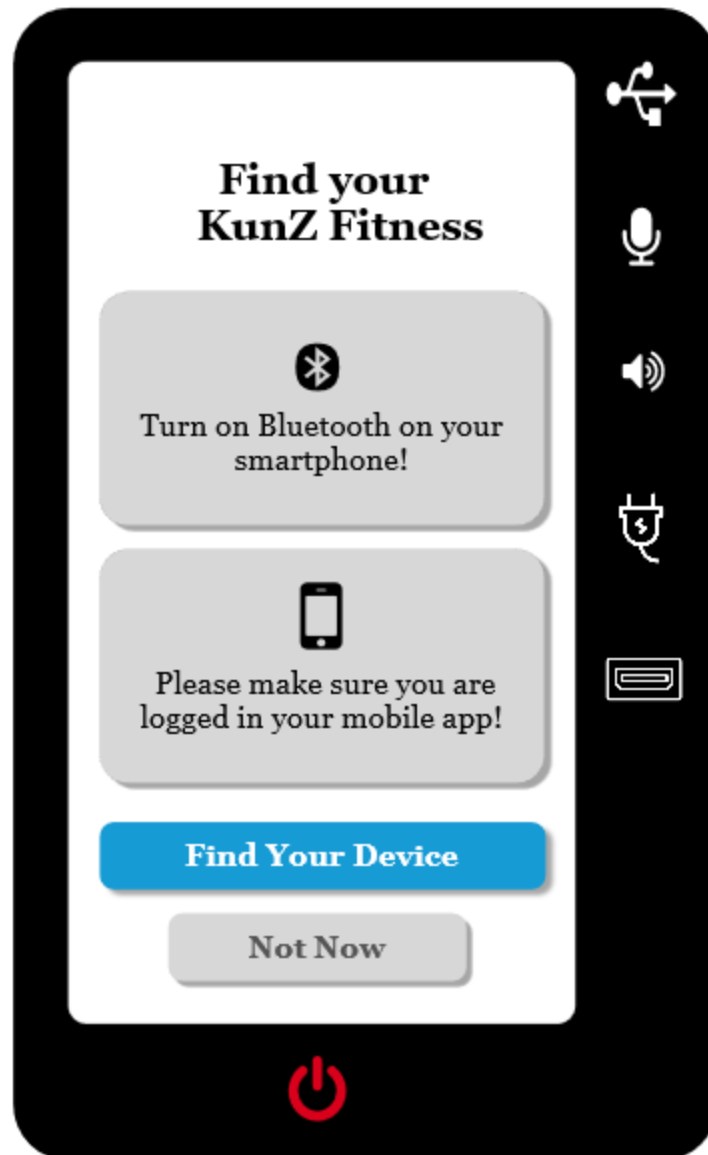 Find your
KunZ Fitness
Turn on Bluetooth on your
smartphone!
Please make sure you are
logged in your mobile app!
Find Your Device
Not Now